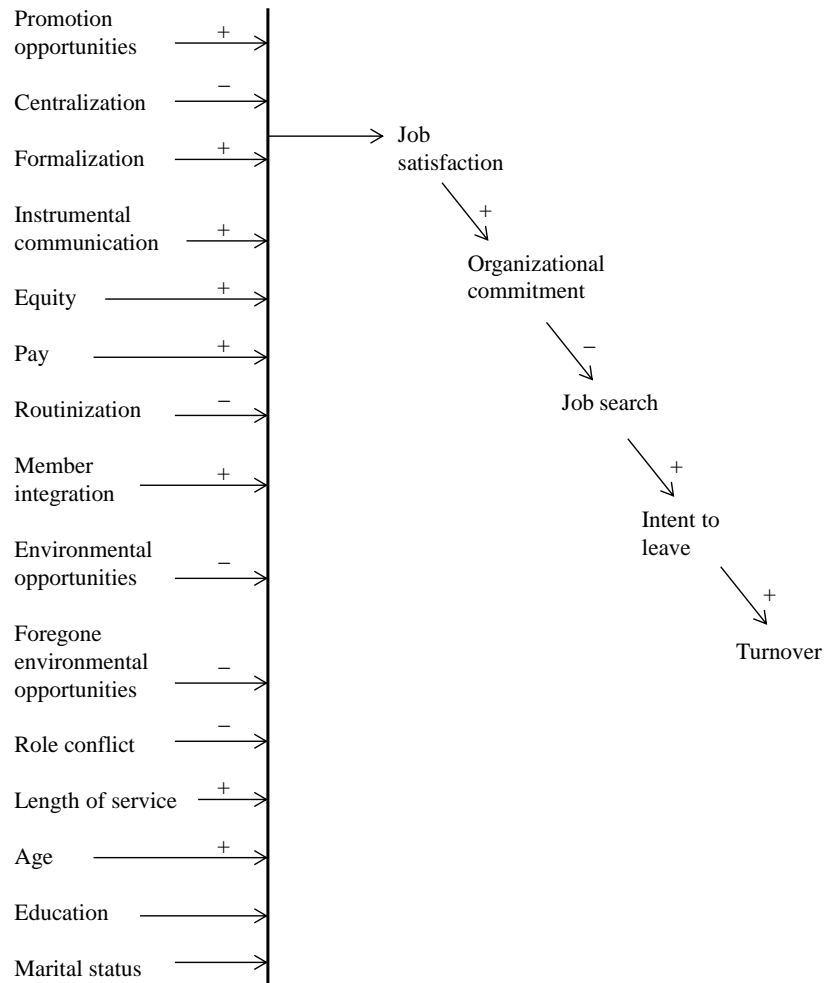 Promotion
opportunities
+
Centralization
−
Formalization
+
Instrumental
communication
+
Equity
+
Pay
+
Routinization
−
Member
integration
+
Environmental
opportunities
−
Foregone
environmental
opportunities
−
Role conflict
−
Length of service
+
Age
+
Education
Marital status
Job
satisfaction
+
Organizational
commitment
−
Job search
+
Intent to
leave
+
Turnover